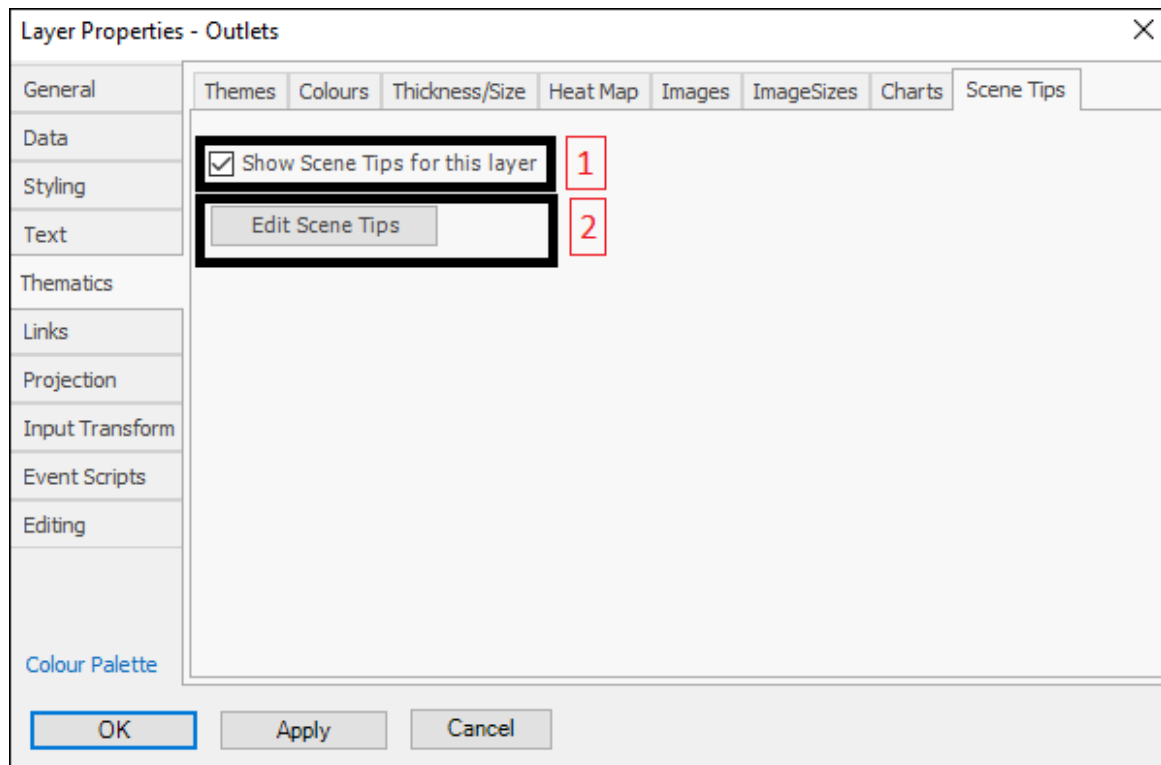 Layer Properties - Outlets
General
Data
Styling
Text
Thematics
Links
Projection
Input Transform
Event Scripts
Editing
Colour Palette
Themes Colours Thickness/Size Heat Map Images ImageSizes Charts Scene Tips
Show Scene Tips for this layer 1
Edit Scene Tips 2
OK Apply Cancel